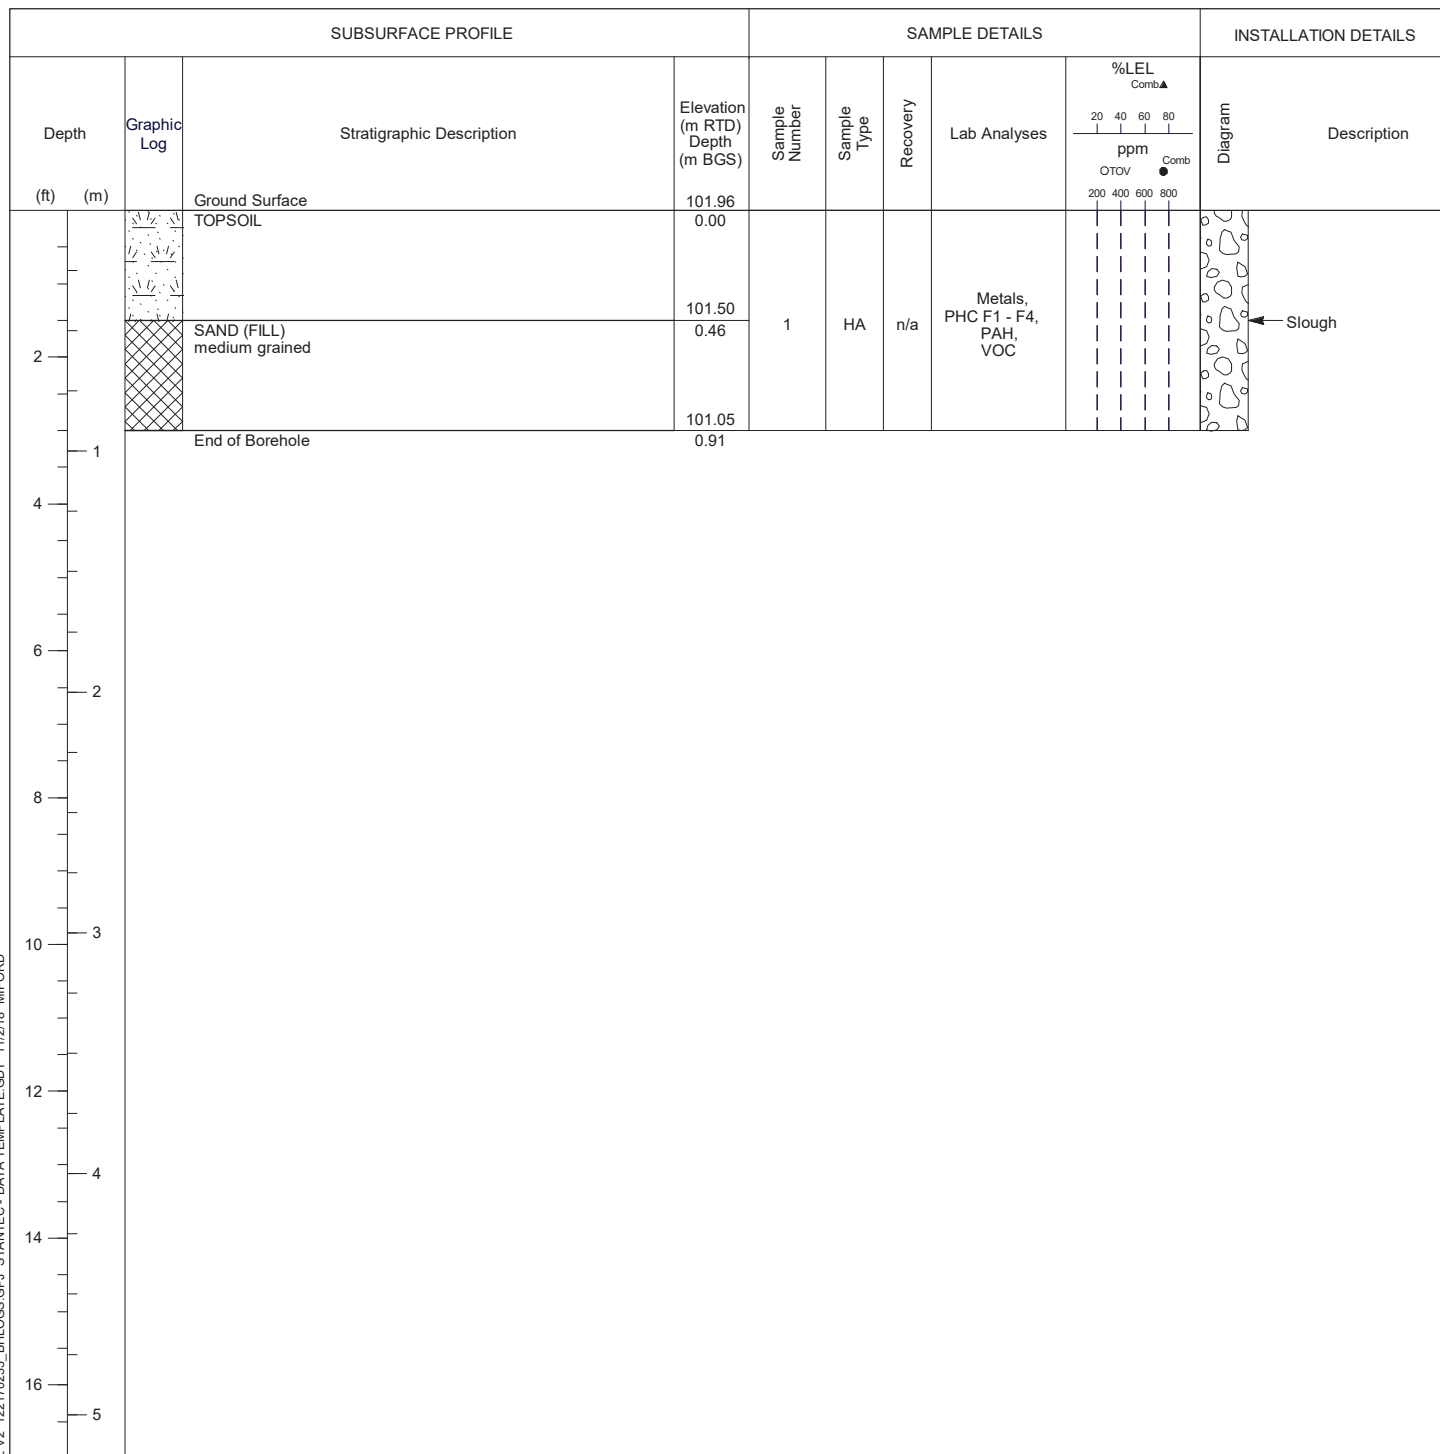 SUBSURFACE PROFILE
SAMPLE DETAILS
INSTALLATION DETAILS
Depth
(ft) (m)
Graphic
Log
Stratigraphic Description
Elevation
(m RTD)
Depth
(m BGS)
Sample
Number
Sample
Type
Recovery
Lab Analyses
%LEL
Comb▲
20 40 60 80
ppm
OTOV
● Comb
200 400 600 800
Diagram
Description
Ground Surface 101.96
TOPSOIL 0.00
101.50
SAND (FILL) 0.46
medium grained
101.05
End of Borehole 0.91
1
HA
n/a
Metals,
PHC F1 - F4,
PAH,
VOC
Slough
2
1
4
6
2
8
10
3
12
4
14
16
5
STANTEC - DATA TEMPLATE.GDT